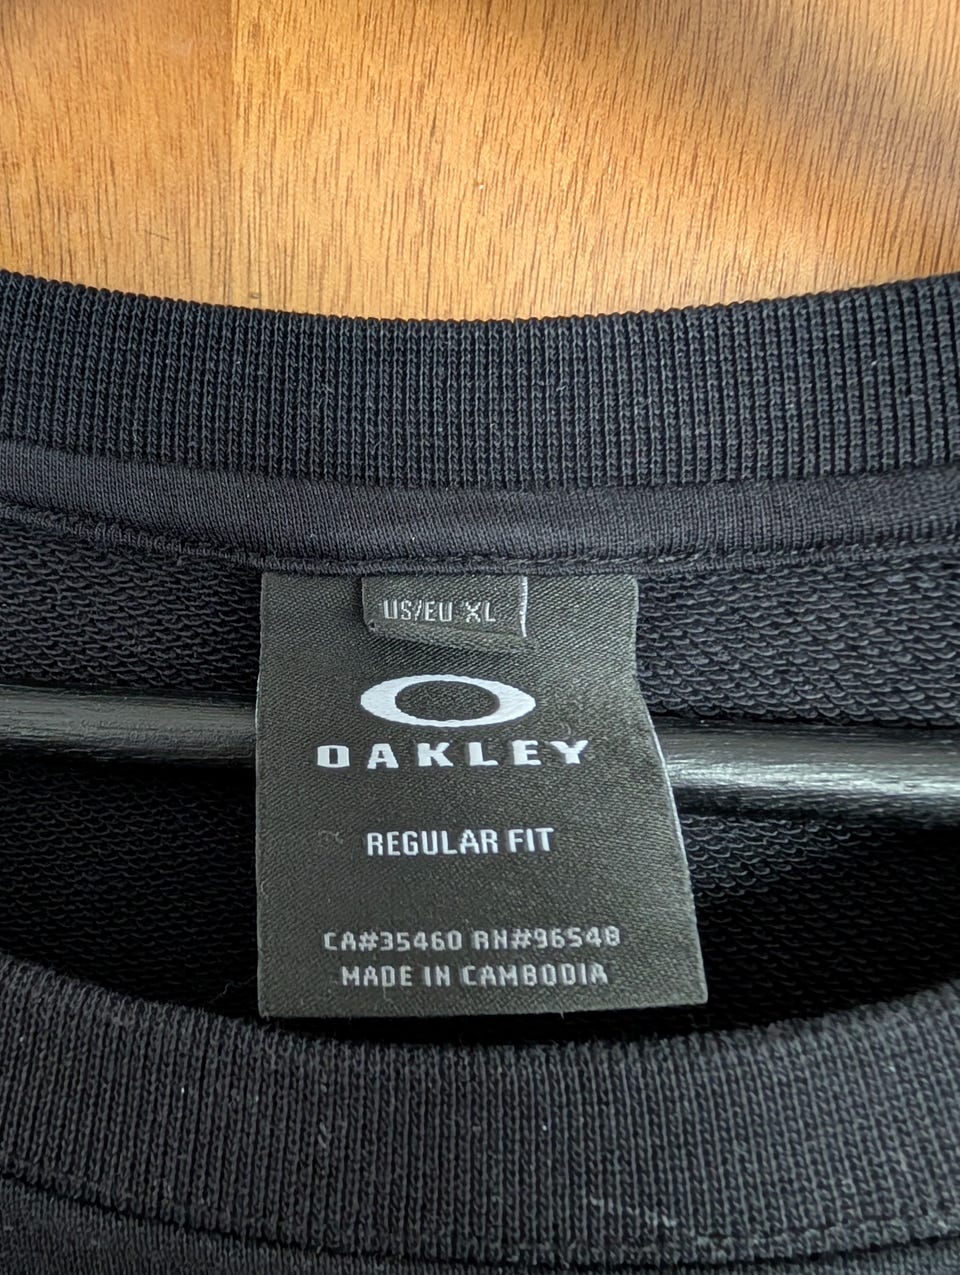 US/EU XL
OAKLEY
REGULAR FIT
CA#35460 RN#96548
MADE IN CAMBODIA